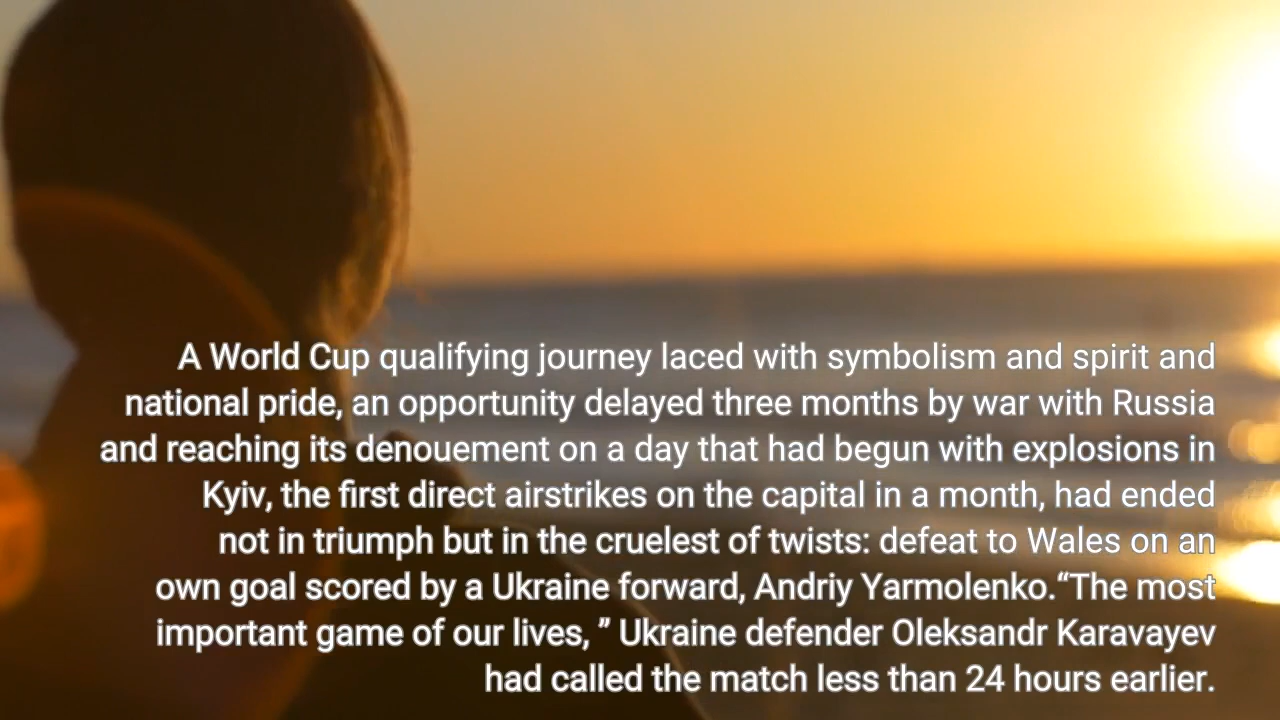 A World Cup qualifying journey laced with symbolism and spirit and
national pride, an opportunity delayed three months by war with Russia
and reaching its denouement on a day that had begun with explosions in
Kyiv, the first direct airstrikes on the capital in a month, had ended
not in triumph but in the cruelest of twists: defeat to Wales on an
own goal scored by a Ukraine forward, Andriy Yarmolenko.“The most
important game of our lives, ” Ukraine defender Oleksandr Karavayev
had called the match less than 24 hours earlier.